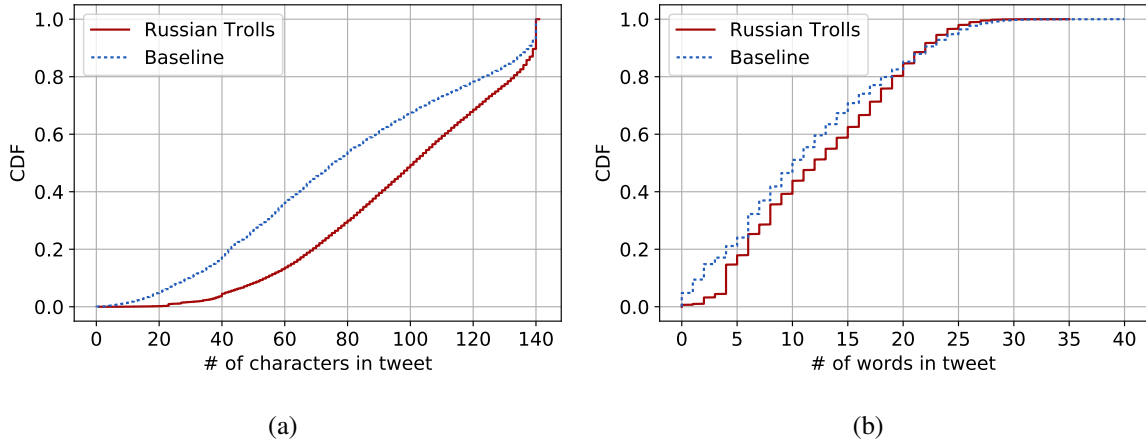 1.0
0.8
0.6
0.4
0.2
0.0
CDF
Russian Trolls
Baseline
0 20 40 60 80 100 120 140
# of characters in tweet
(a)
1.0
0.8
0.6
0.4
0.2
0.0
CDF
Russian Trolls
Baseline
0 5 10 15 20 25 30 35 40
# of words in tweet
(b)